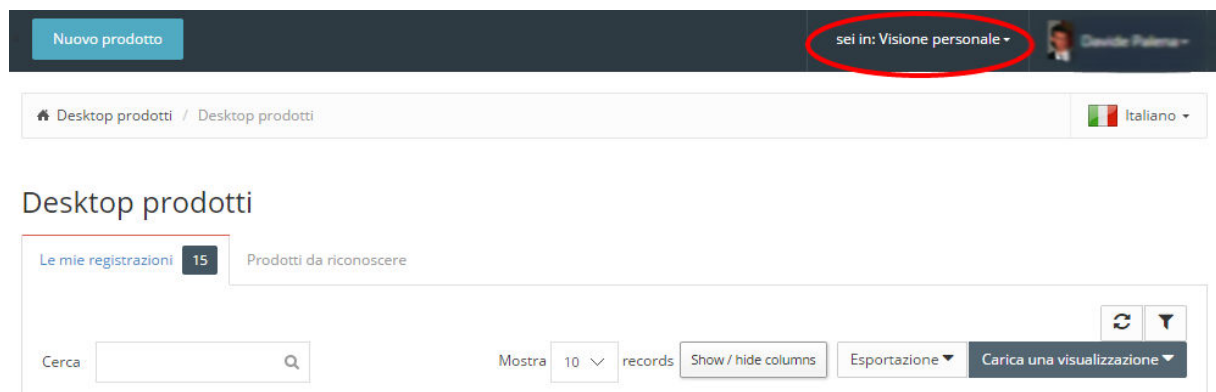 Nuovo prodotto
sei in: Visione personale
Desktop prodotti / Desktop prodotti
Italiano
Desktop prodotti
Le mie registrazioni 15
Prodotti da riconoscere
Cerca
Mostra 10 records
Show / hide columns
Esportazione
Carica una visualizzazione